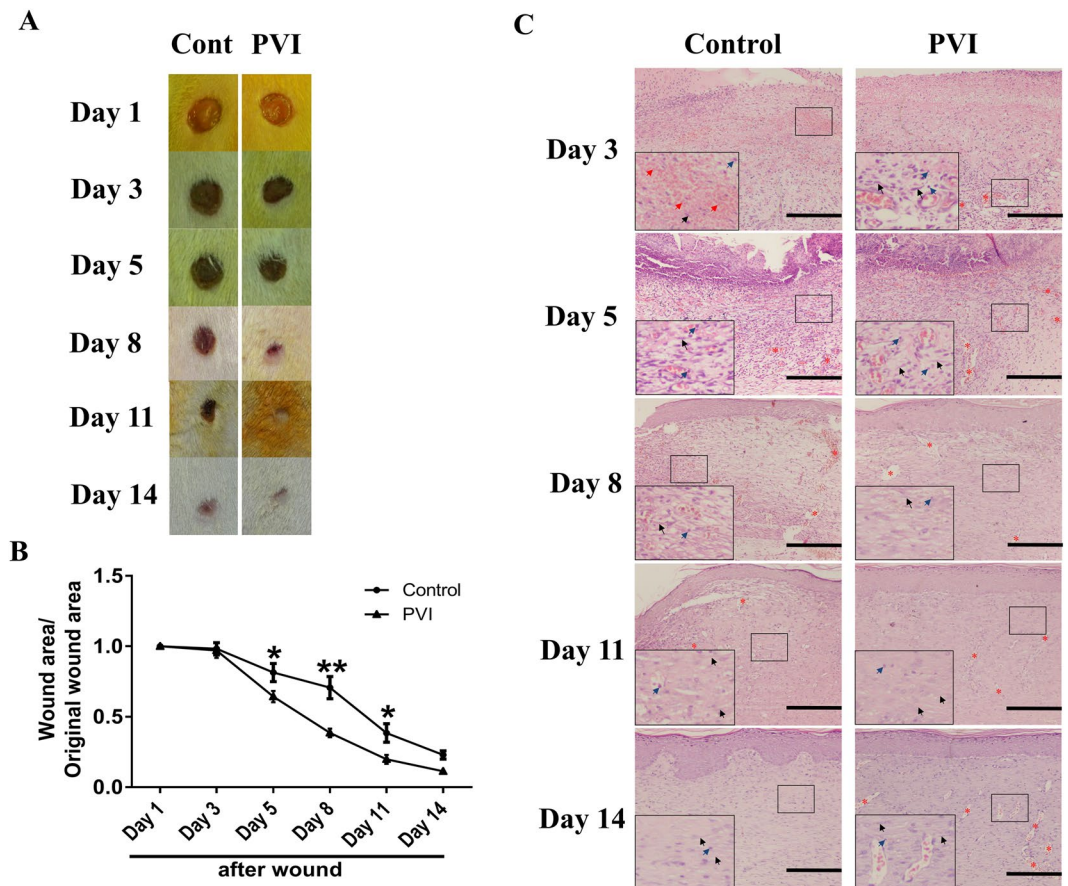 A
Cont PVI
Day 1
Day 3
Day 5
Day 8
Day 11
Day 14
B
Wound area/
Original wound area
1.5
1.0
0.5
0.0
Control
PVI
*
**
*
Day 1
Day 3
Day 5
Day 8
Day 11
Day 14
after wound
C
Control PVI
Day 3
Day 5
Day 8
Day 11
Day 14